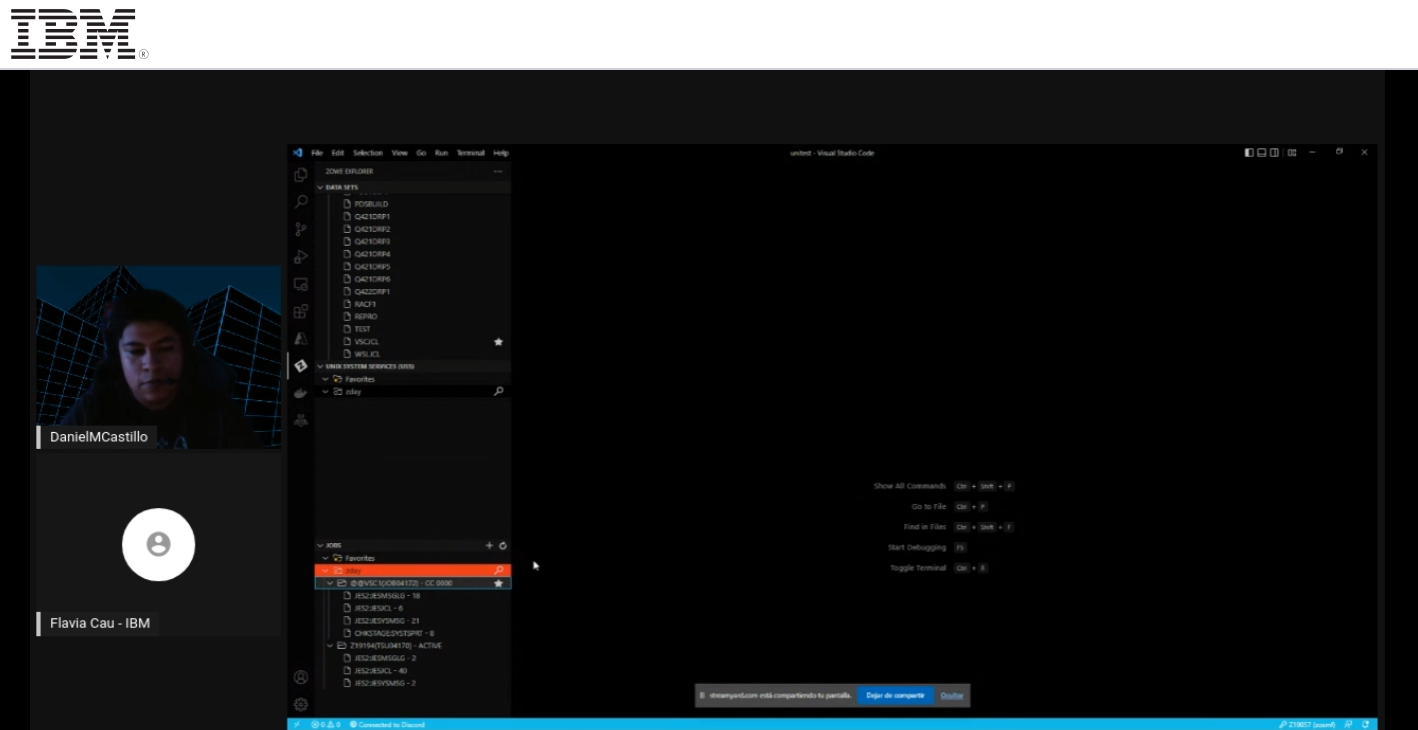 IBM®
File Edit Selection View Go Run Terminal Help
unitest - Visual Studio Code
ZOWE EXPLORER
DATA SETS
PDSBUILD
Q421DRP1
Q421DRP2
Q421DRP3
Q421DRP4
Q421DRP5
Q421DRP6
Q422DRP1
RACF1
REPRO
TEST
VSCJCL
WSLJCL
UNIX SYSTEM SERVICES (USS)
Favorites
zday
DanielMCastillo
Flavia Cau - IBM
JOBS
Favorites
zday
@@VSC1(JOB04172) - CC 0000
JES2:JESMSGLG - 18
JES2:JESJCL - 6
JES2:JESYSMSG - 21
CHKSTAGE:SYSTSPRT - 8
Z19194(TSU04170) - ACTIVE
JES2:JESMSGLG - 2
JES2:JESJCL - 40
JES2:JESYSMSG - 2
Show All Commands Ctrl + Shift + P
Go to File Ctrl + P
Find in Files Ctrl + Shift + F
Start Debugging F5
Toggle Terminal Ctrl +
streamyard.com está compartiendo tu pantalla. Dejar de compartir Ocultar
0 0 Connected to Discord
(zosmf)